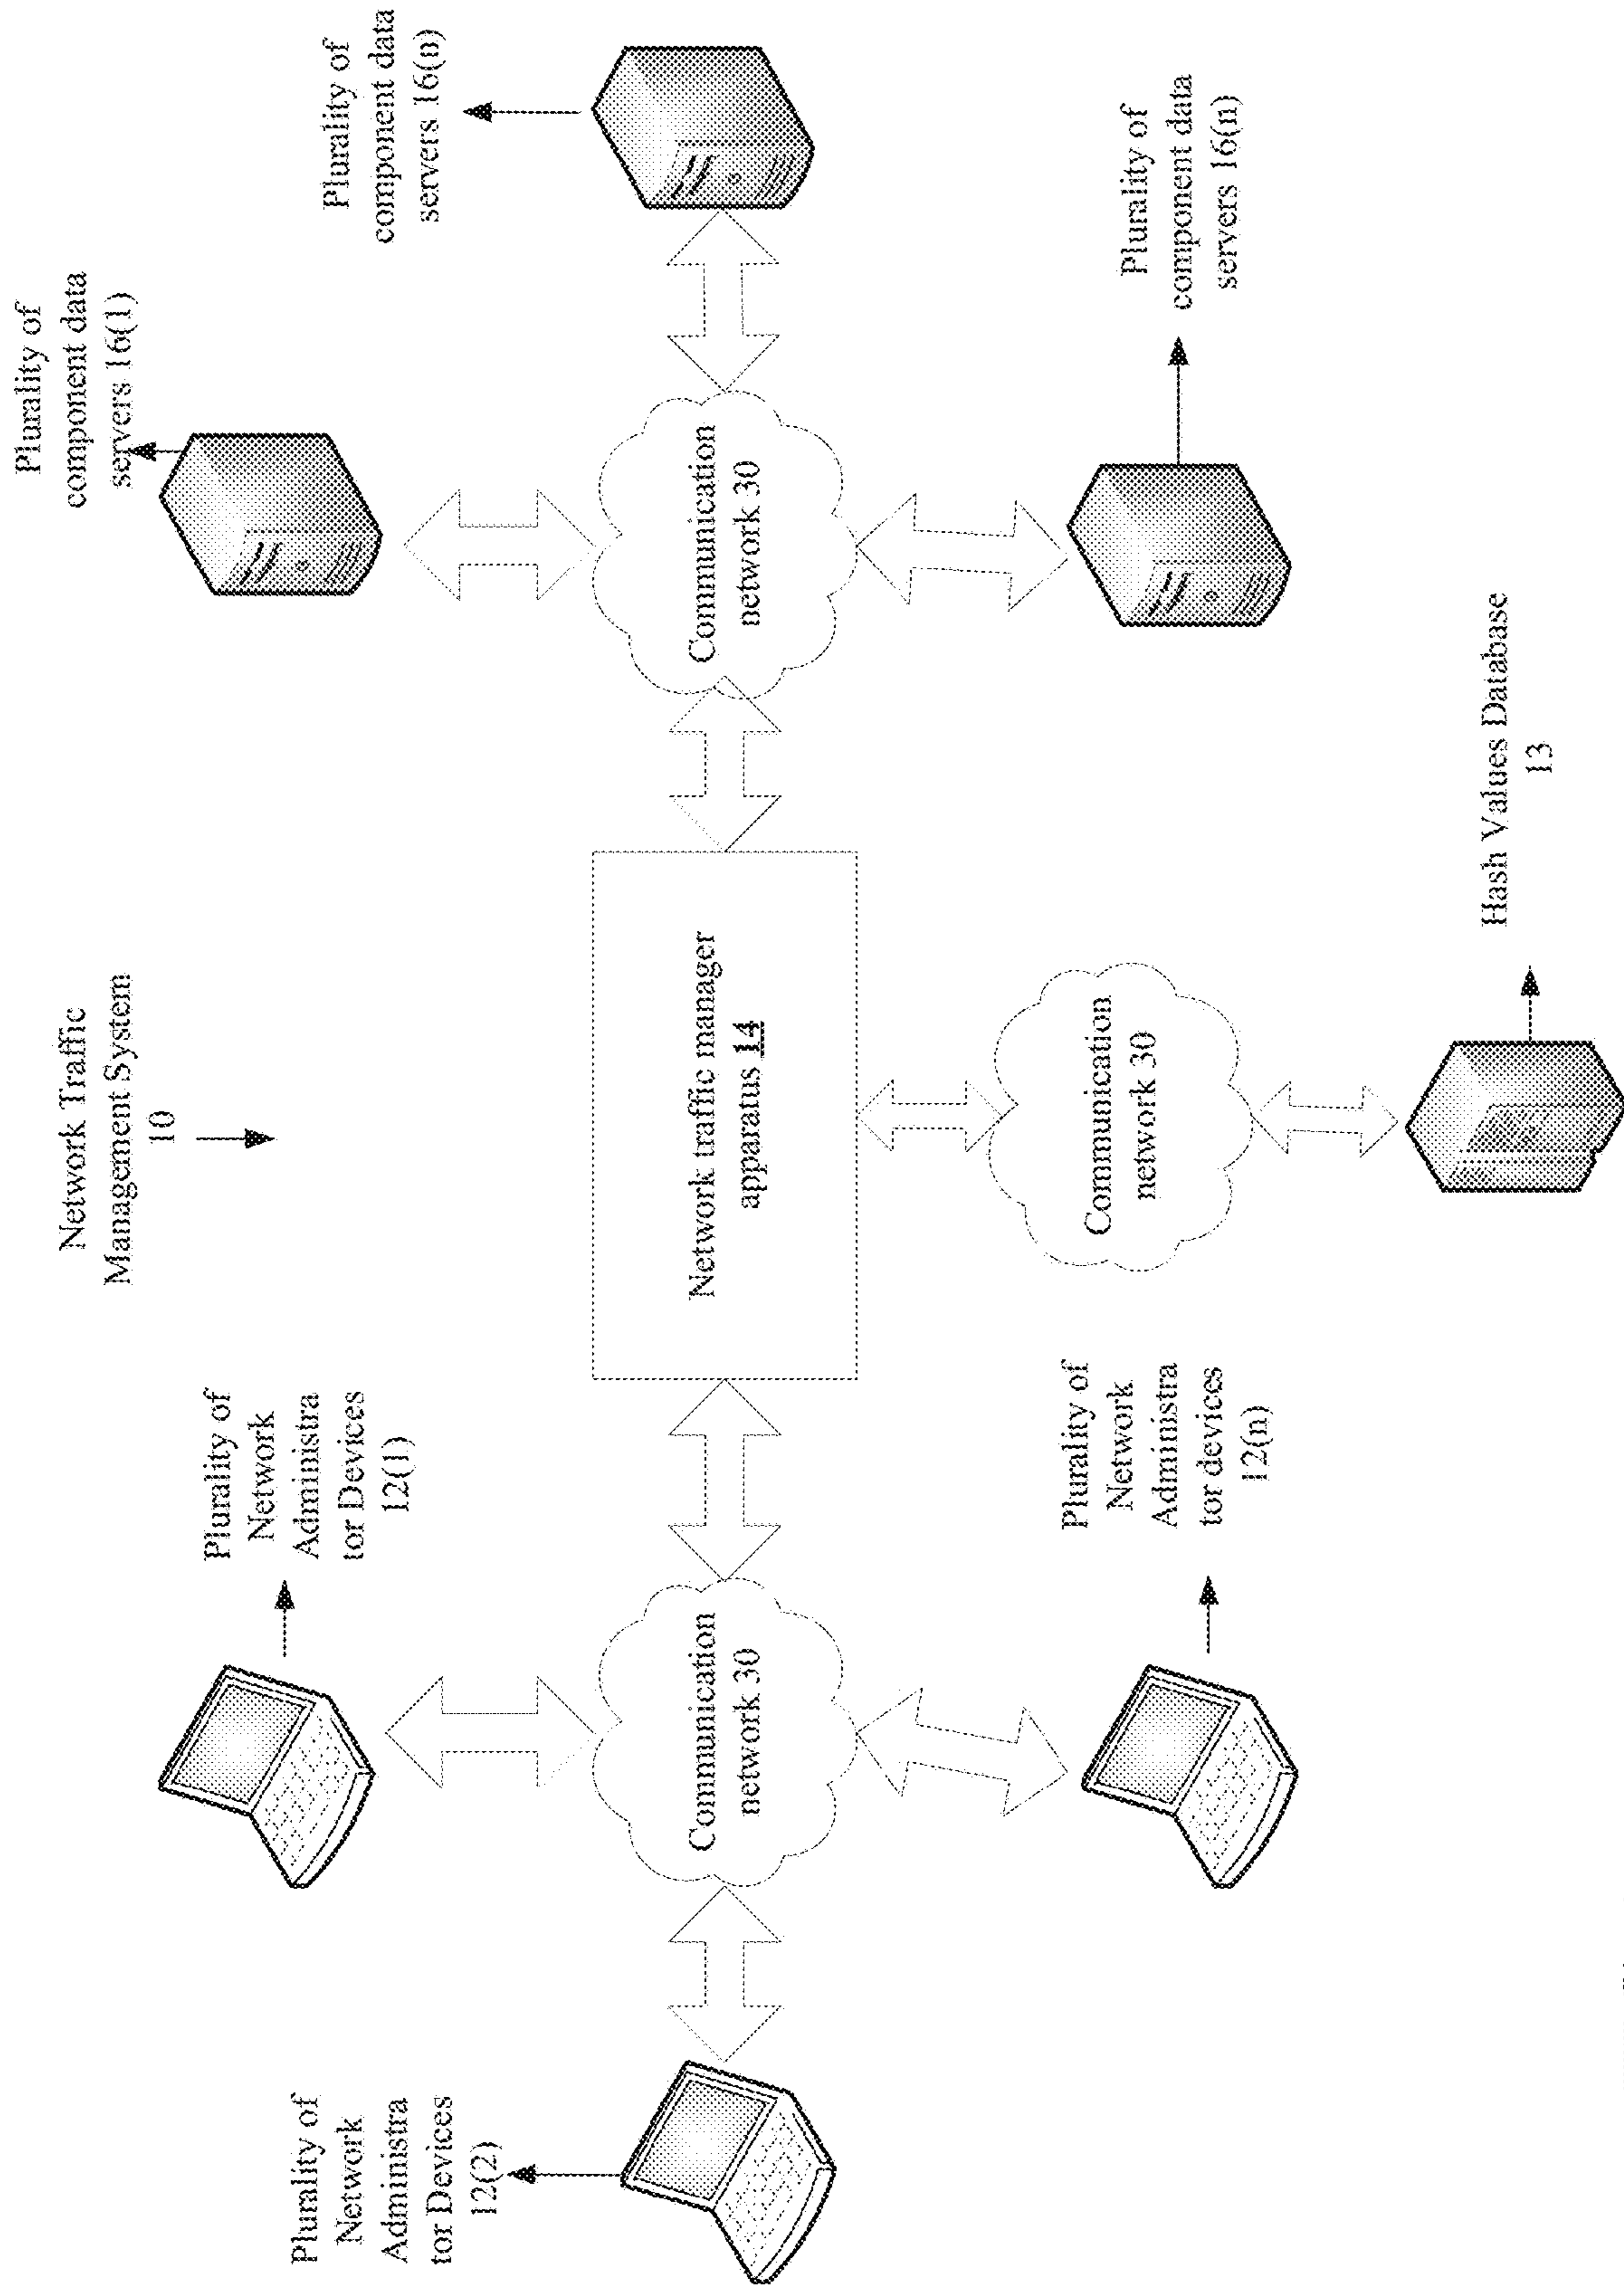 Network Traffic
Management System
10
Plurality of
Network
Administra
tor Devices
12(1)
Plurality of
component data
servers 16(1)
Plurality of
Network
Administra
tor Devices
12(2)
Communication
network 30
Network traffic manager
apparatus 14
Communication
network 30
Plurality of
component data
servers 16(n)
Plurality of
Network
Administra
tor devices
12(n)
Communication
network 30
Plurality of
component data
servers 16(n)
Hash Values Database
13